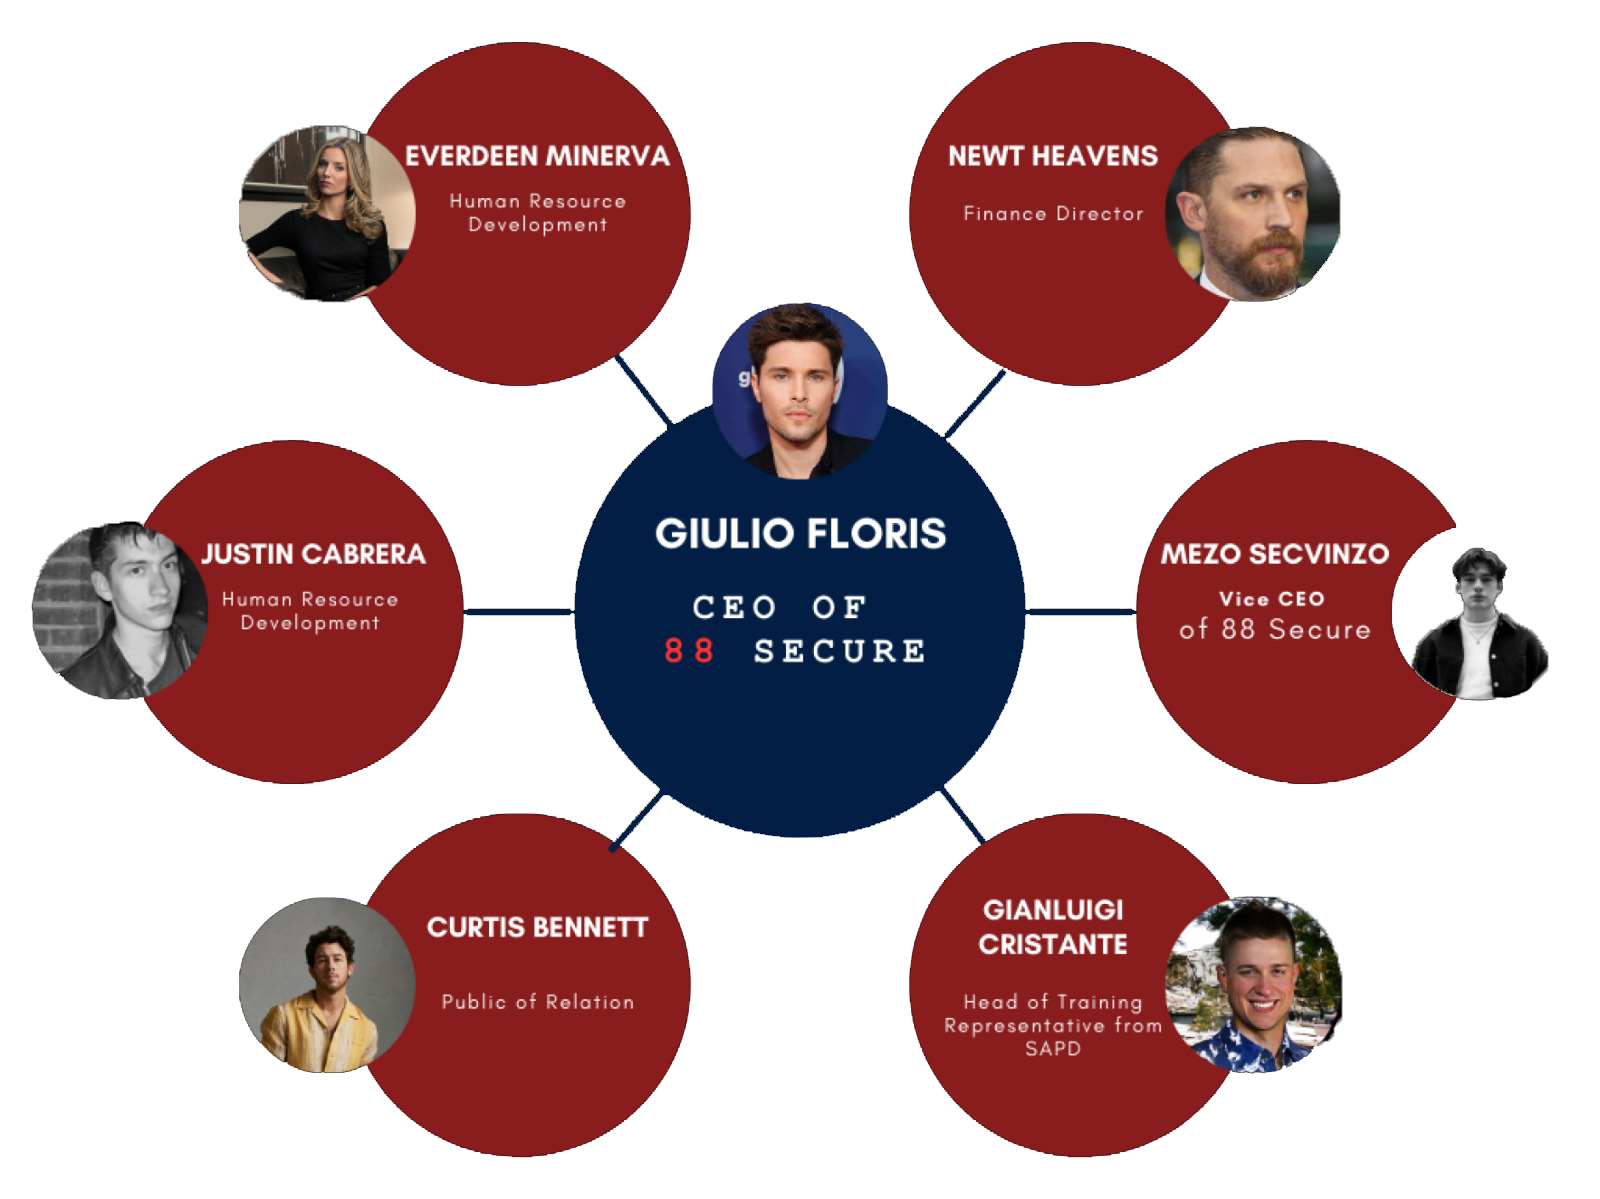 EVERDEEN MINERVA
Human Resource
Development
NEWT HEAVENS
Finance Director
g
GIULIO FLORIS
CEO OF
88 SECURE
JUSTIN CABRERA
Human Resource
Development
MEZO SECVINZO
Vice CEO
of 88 Secure
CURTIS BENNETT
Public of Relation
GIANLUIGI
CRISTANTE
Head of Training
Representative from
SAPD